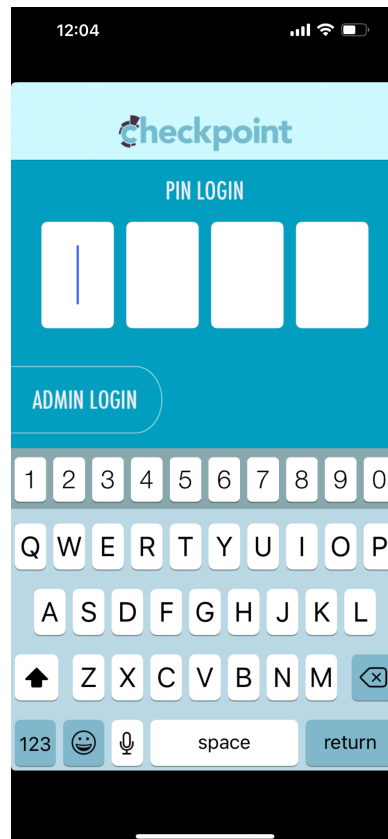 12:04
checkpoint
PIN LOGIN
ADMIN LOGIN
1 2 3 4 5 6 7 8 9 0
Q W E R T Y U I O P
A S D F G H J K L
Z X C V B N M
123 space return